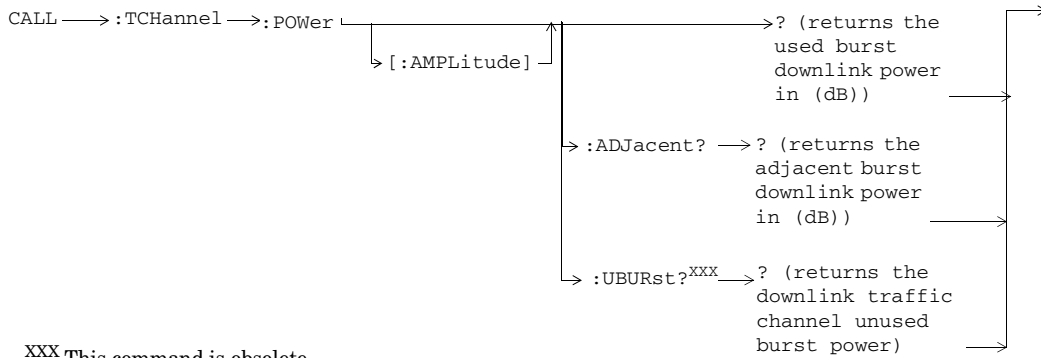 CALL :TCHannel :POWer
[:AMPLitude]
? (returns the
used burst
downlink power
in (dB))
:ADJacent? ? (returns the
adjacent burst
downlink power
in (dB))
:UBURst?XXX ? (returns the
downlink traffic
channel unused
burst power)
XXX This command is obsolete